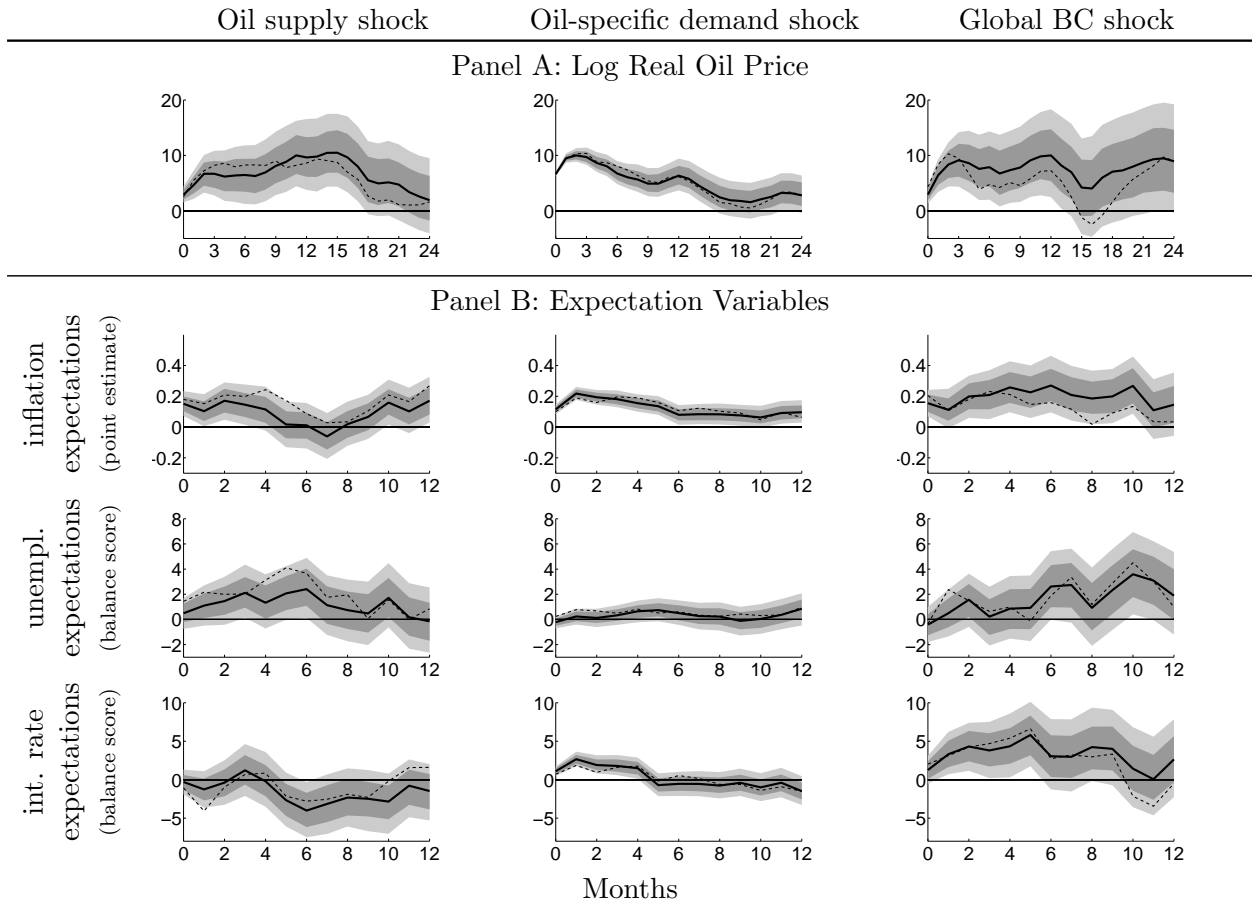 Oil supply shock Oil-specific demand shock Global BC shock
Panel A: Log Real Oil Price
20 20 20
10 10 10
0 0 0
0 3 6 9 12 15 18 21 24 0 3 6 9 12 15 18 21 24 0 3 6 9 12 15 18 21 24
Panel B: Expectation Variables
inflation
expectations
(point estimate)
0.4 0.4 0.4
0.2 0.2 0.2
0 0 0
-0.2 -0.2 -0.2
0 2 4 6 8 10 12 0 2 4 6 8 10 12 0 2 4 6 8 10 12
unempl.
expectations
(balance score)
8 8 8
6 6 6
4 4 4
2 2 2
0 0 0
−2 −2 −2
0 2 4 6 8 10 12 0 2 4 6 8 10 12 0 2 4 6 8 10 12
int. rate
expectations
(balance score)
10 10 10
5 5 5
0 0 0
−5 −5 −5
0 2 4 6 8 10 12 0 2 4 6 8 10 12 0 2 4 6 8 10 12
Months